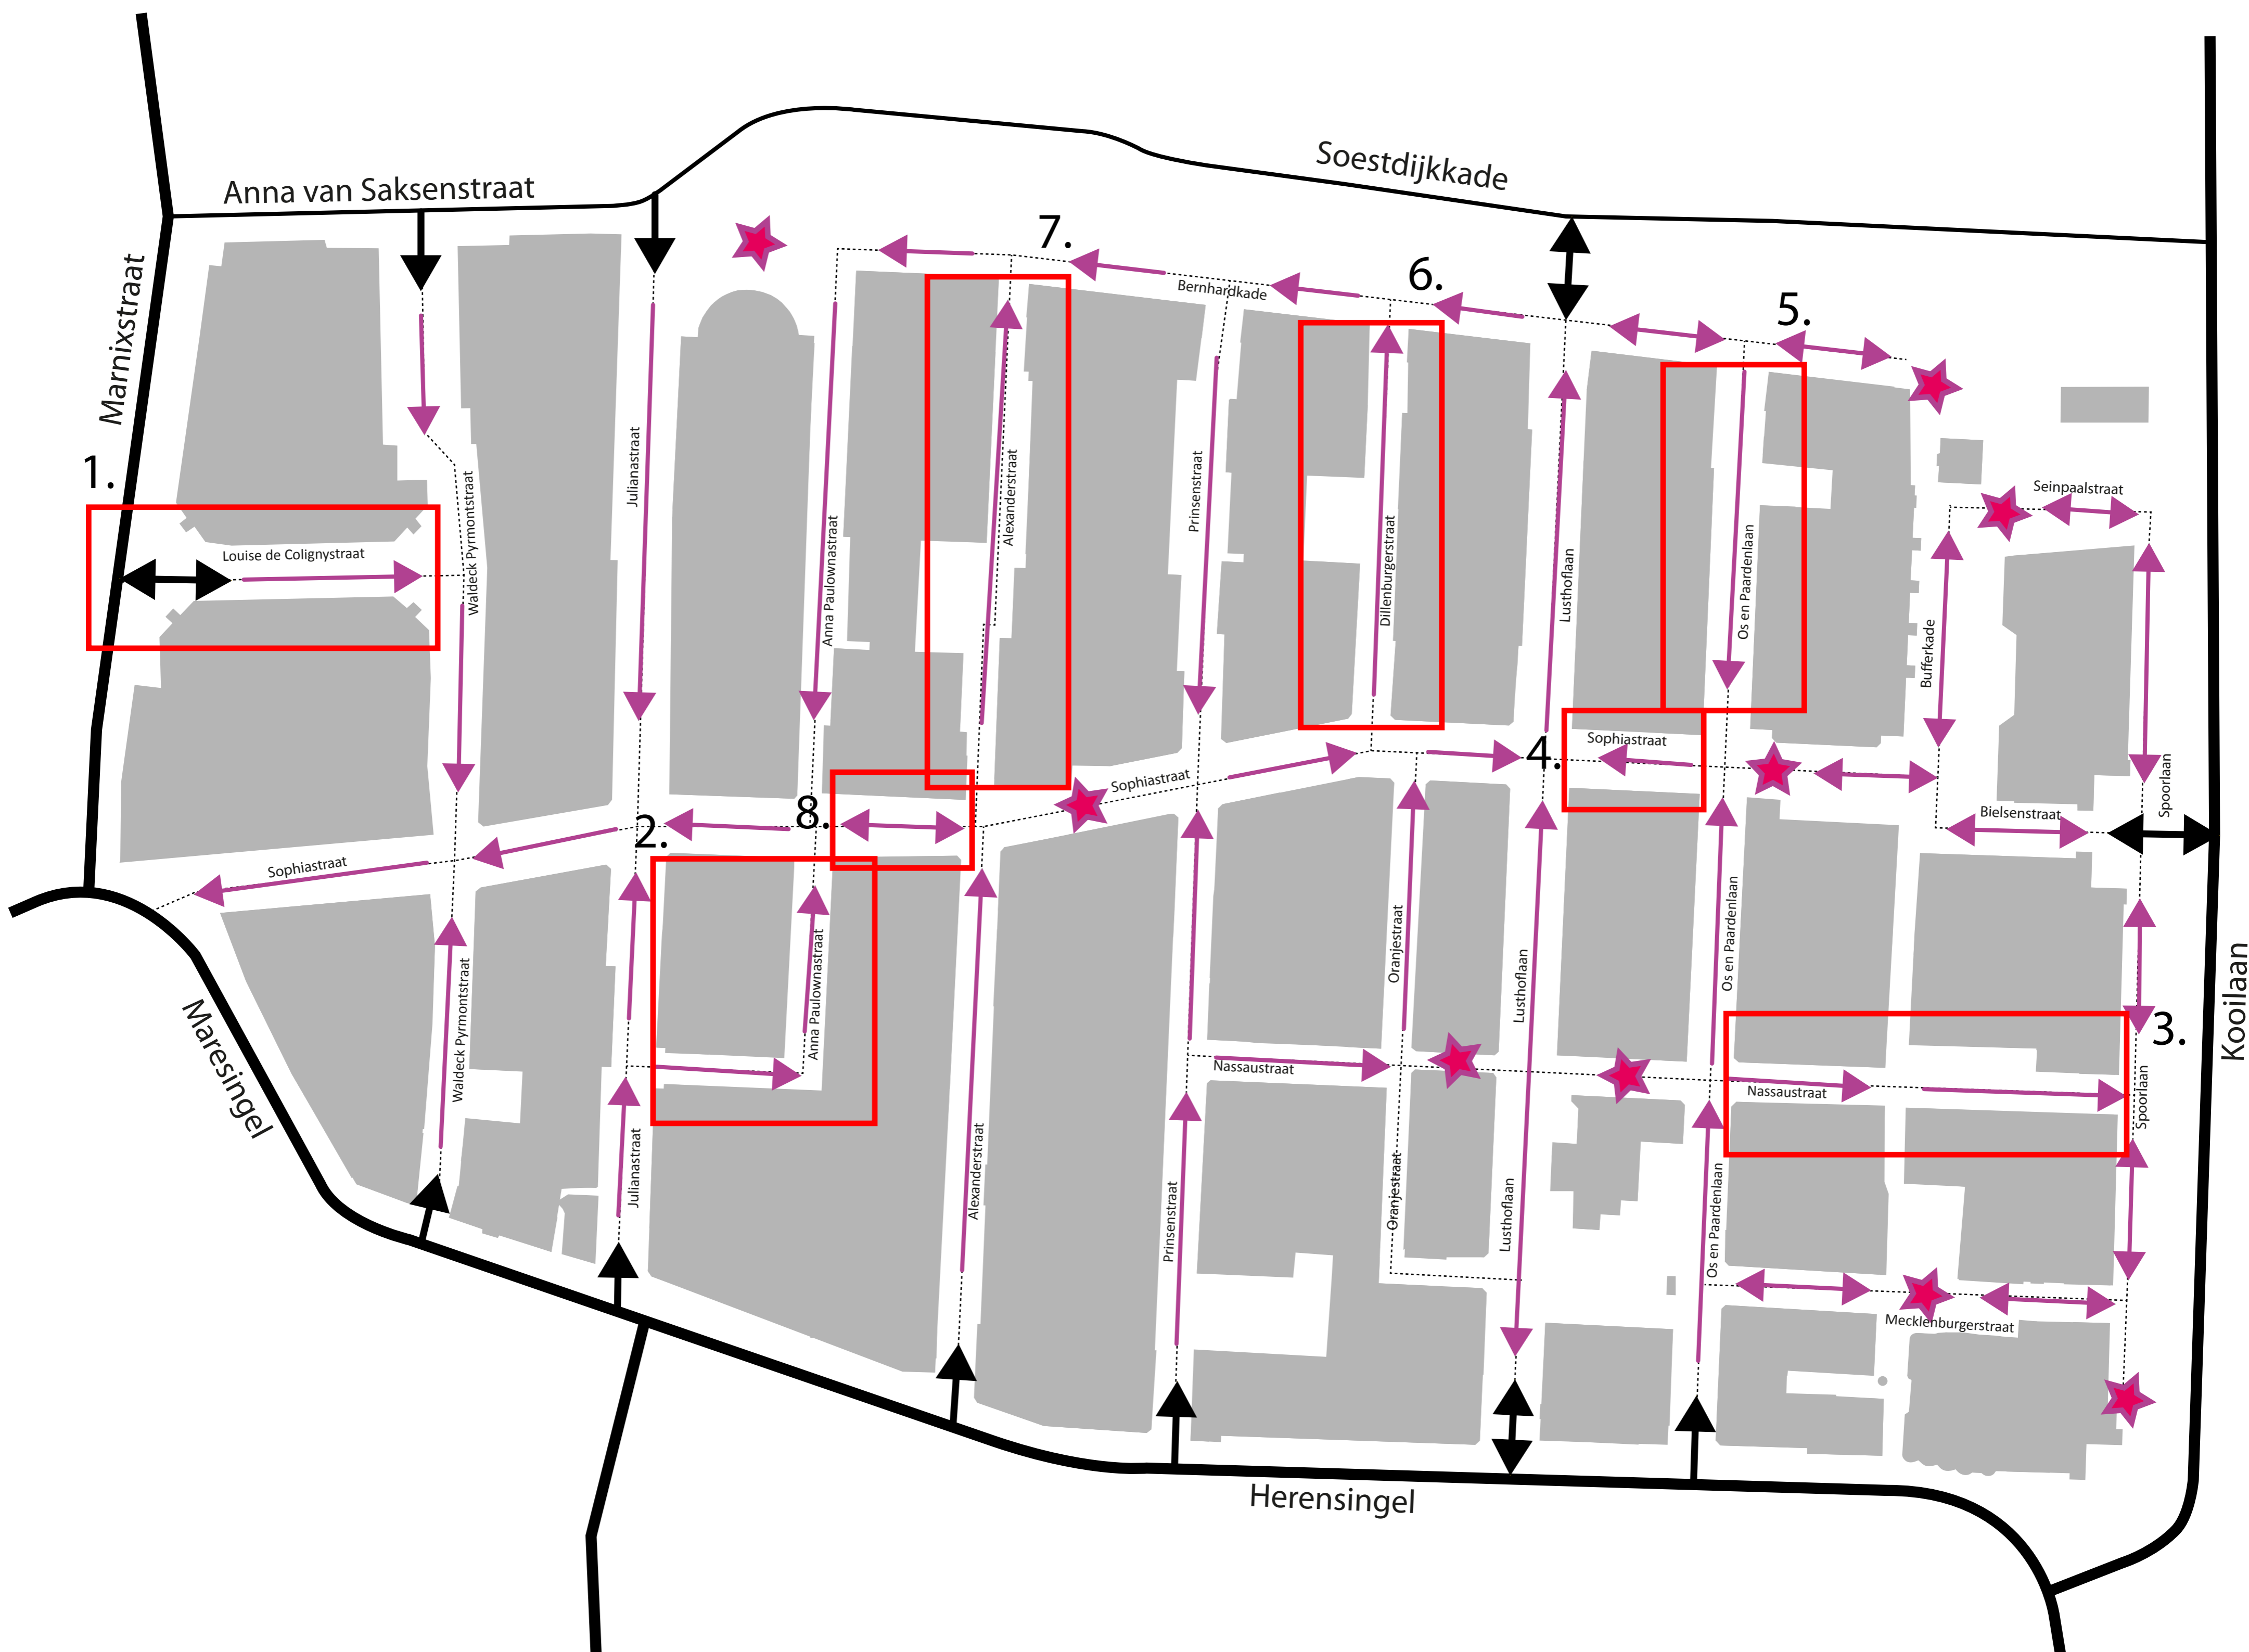 Soestdijkkade
Anna van Saksenstraat
7.
6.
Bernhardkade
5.
Marnixstraat
1.
Louise de Colignystraat
Waldeck Pyrmontstraat
Julianastraat
Anna Paulownastraat
Alexanderstraat
Prinsenstraat
Dillenburgerstraat
Lusthoflaan
Os en Paardenlaan
Seinpaalstraat
Bufferkade
Spoorlaan
4.
Sophiastraat
Sophiastraat
8.
2.
Bielsenstraat
Sophiastraat
Waldeck Pyrmontstraat
Anna Paulownastraat
Oranjestraat
Lusthoflaan
Os en Paardenlaan
Kooilaan
Maresingel
3.
Nassaustraat
Nassaustraat
Spoorlaan
Julianastraat
Alexanderstraat
Prinsenstraat
Oranjestraat
Lusthoflaan
Os en Paardenlaan
Mecklenburgerstraat
Herensingel